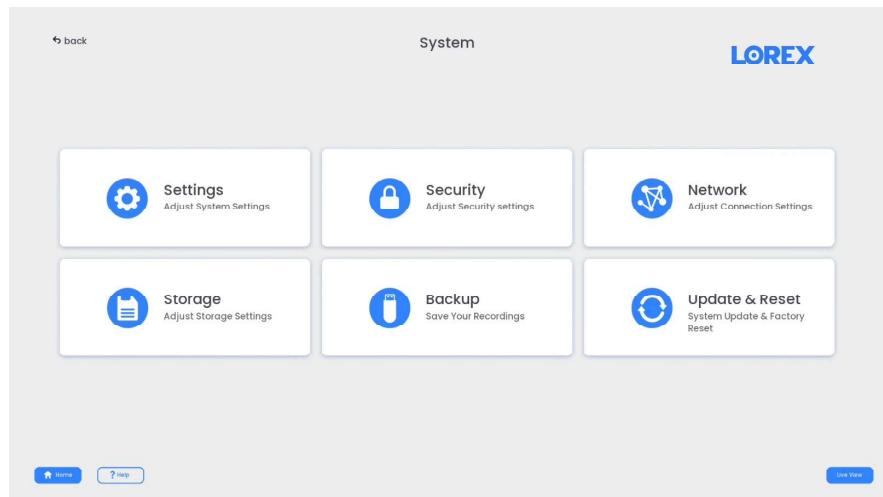 back
System
LOREX
Settings
Adjust System Settings
Security
Adjust Security settings
Network
Adjust Connection Settings
Storage
Adjust Storage Settings
Backup
Save Your Recordings
Update & Reset
System Update & Factory
Reset
Home
? Help
Live View